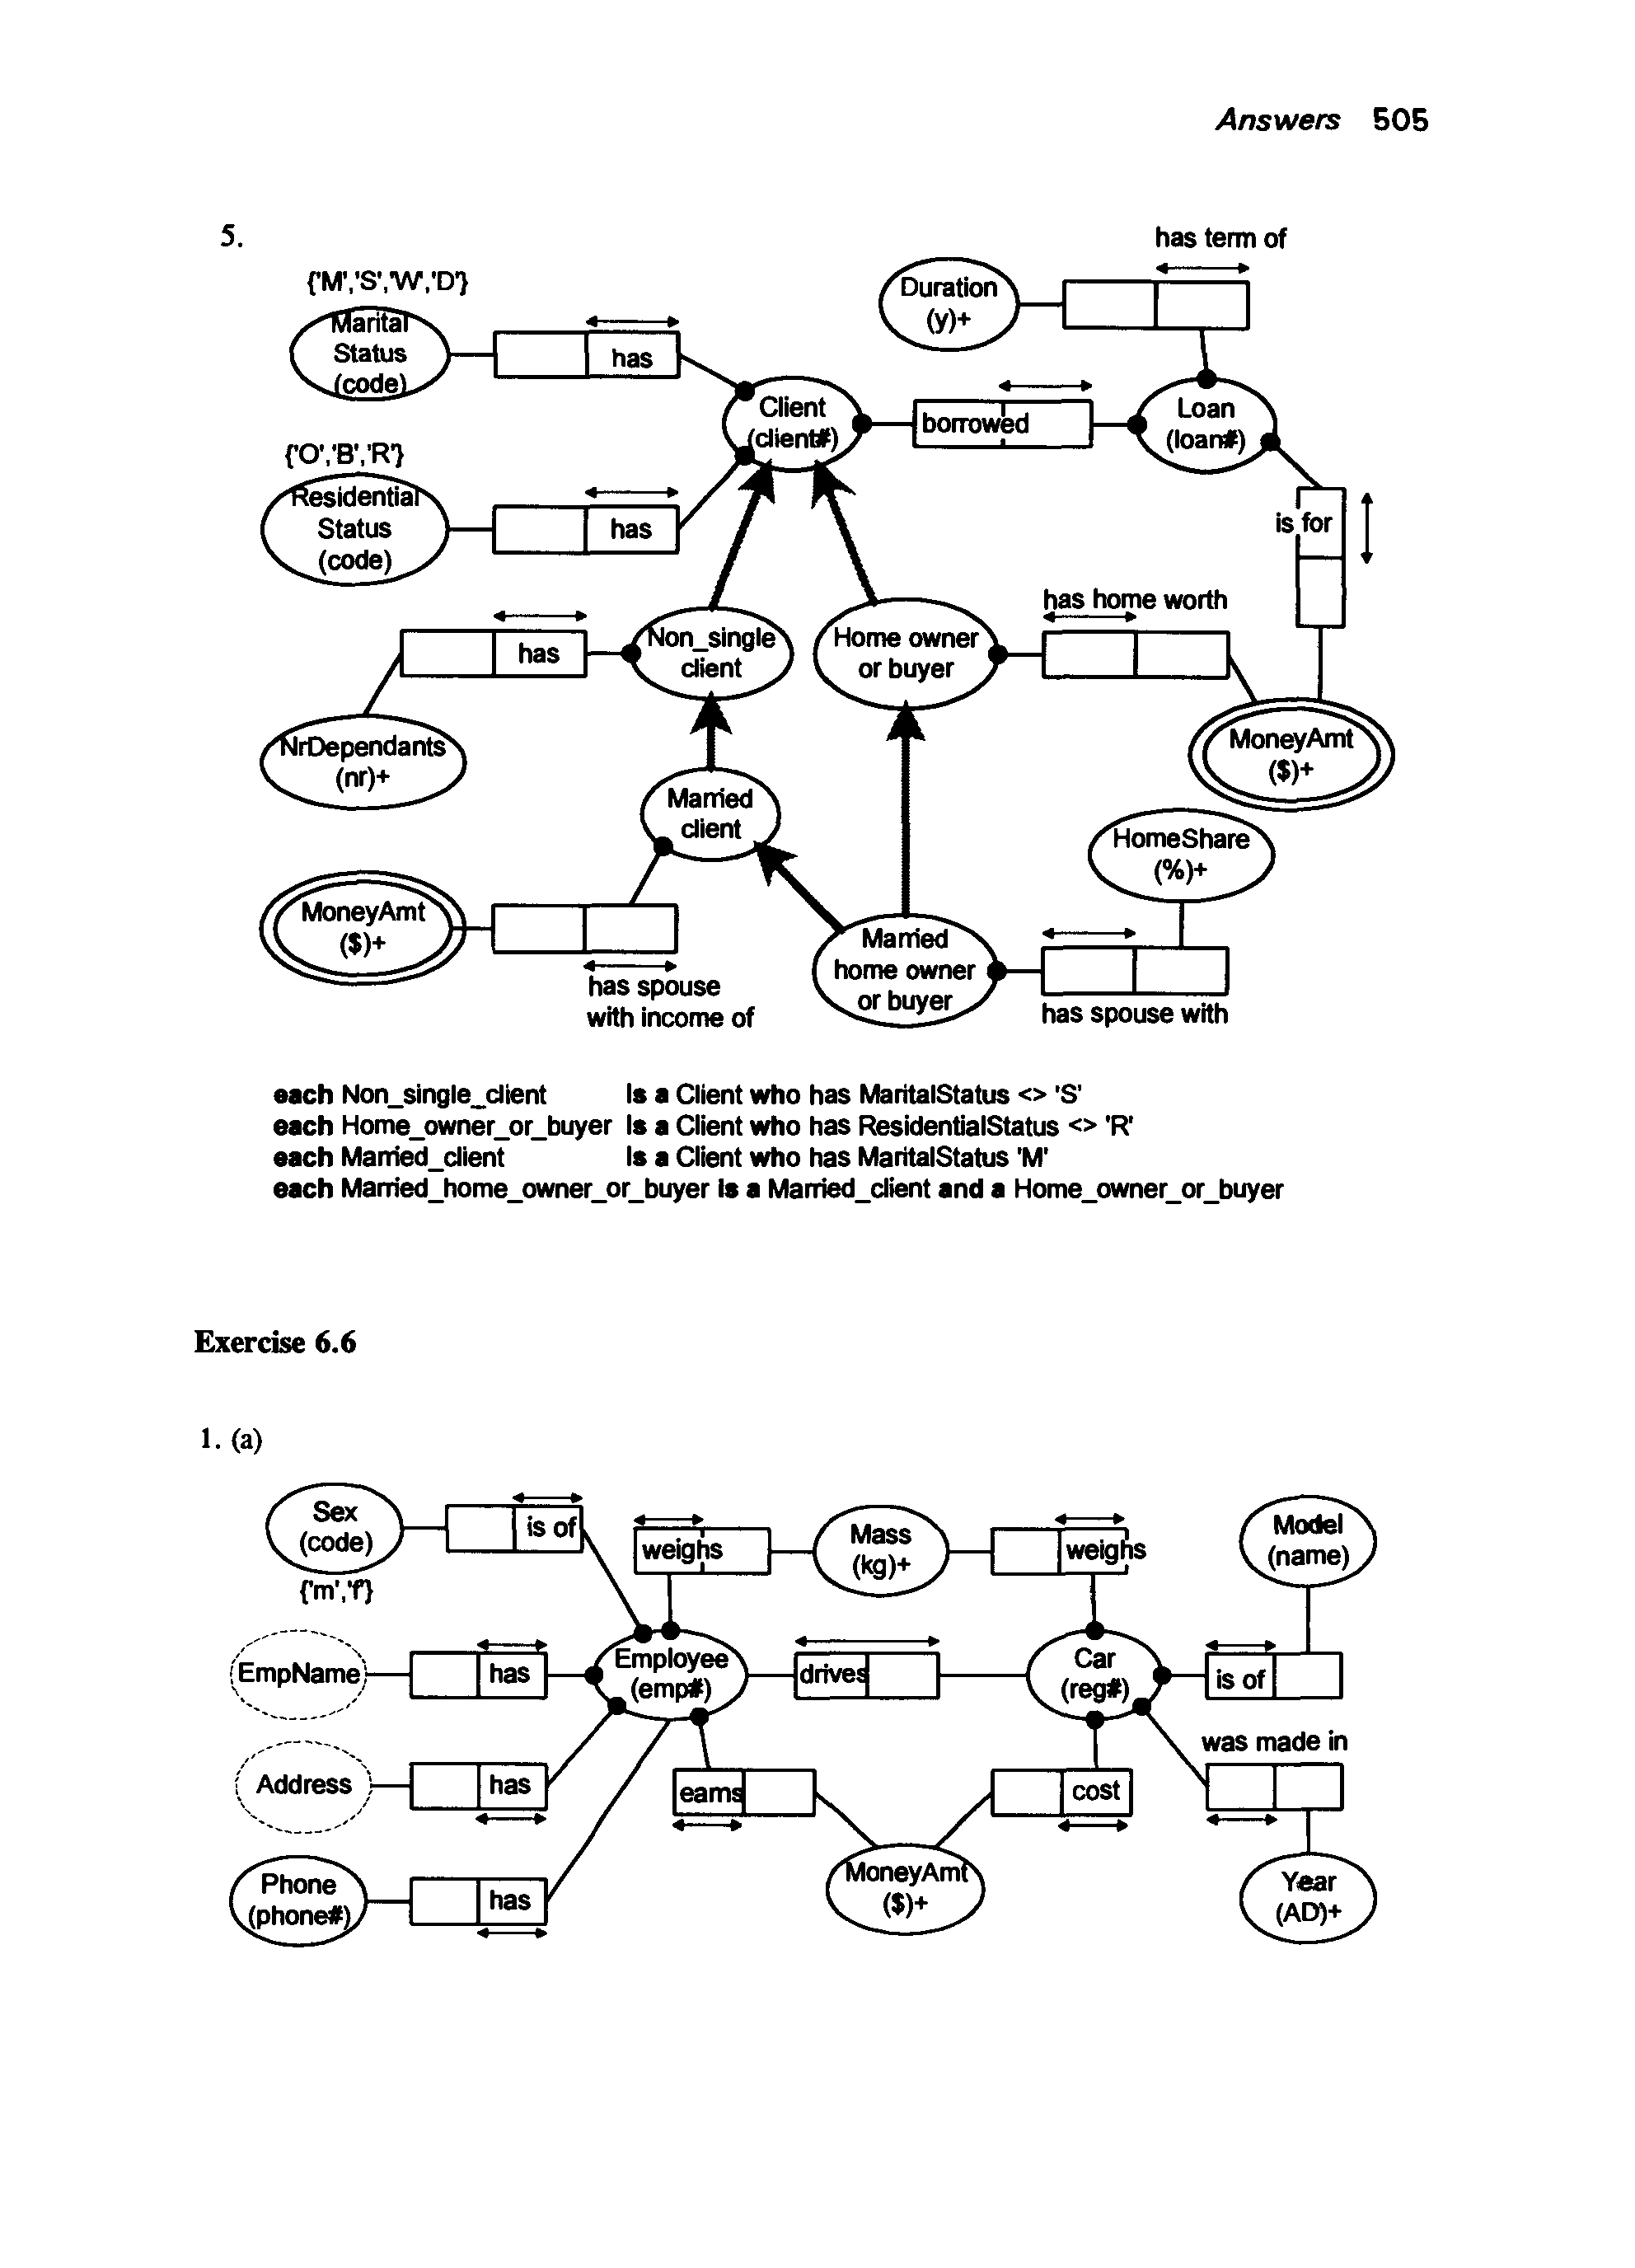 Answers 505
5.
has term of
{'M','S','W','D'}
Duration
(y)+
Marital
Status
(code)
has
Client
(client#)
borrowed
Loan
(loan#)
{'O','B','R'}
Residential
Status
(code)
has
is for
has home worth
has
Non_single
client
Home owner
or buyer
NrDependants
(nr)+
MoneyAmt
($)+
Married
client
HomeShare
(%)+
MoneyAmt
($)+
Married
home owner
or buyer
has spouse
with income of
has spouse with
each Non_single_client Is a Client who has MaritalStatus <> 'S'
each Home_owner_or_buyer Is a Client who has ResidentialStatus <> 'R'
each Married_client Is a Client who has MaritalStatus 'M'
each Married_home_owner_or_buyer Is a Married_client and a Home_owner_or_buyer
Exercise 6.6
1. (a)
Sex
(code)
is of
{'m','f'}
weighs
Mass
(kg)+
weighs
Model
(name)
EmpName
has
Employee
(emp#)
drives
Car
(reg#)
is of
was made in
Address
has
earns
cost
Phone
(phone#)
has
MoneyAmt
($)+
Year
(AD)+